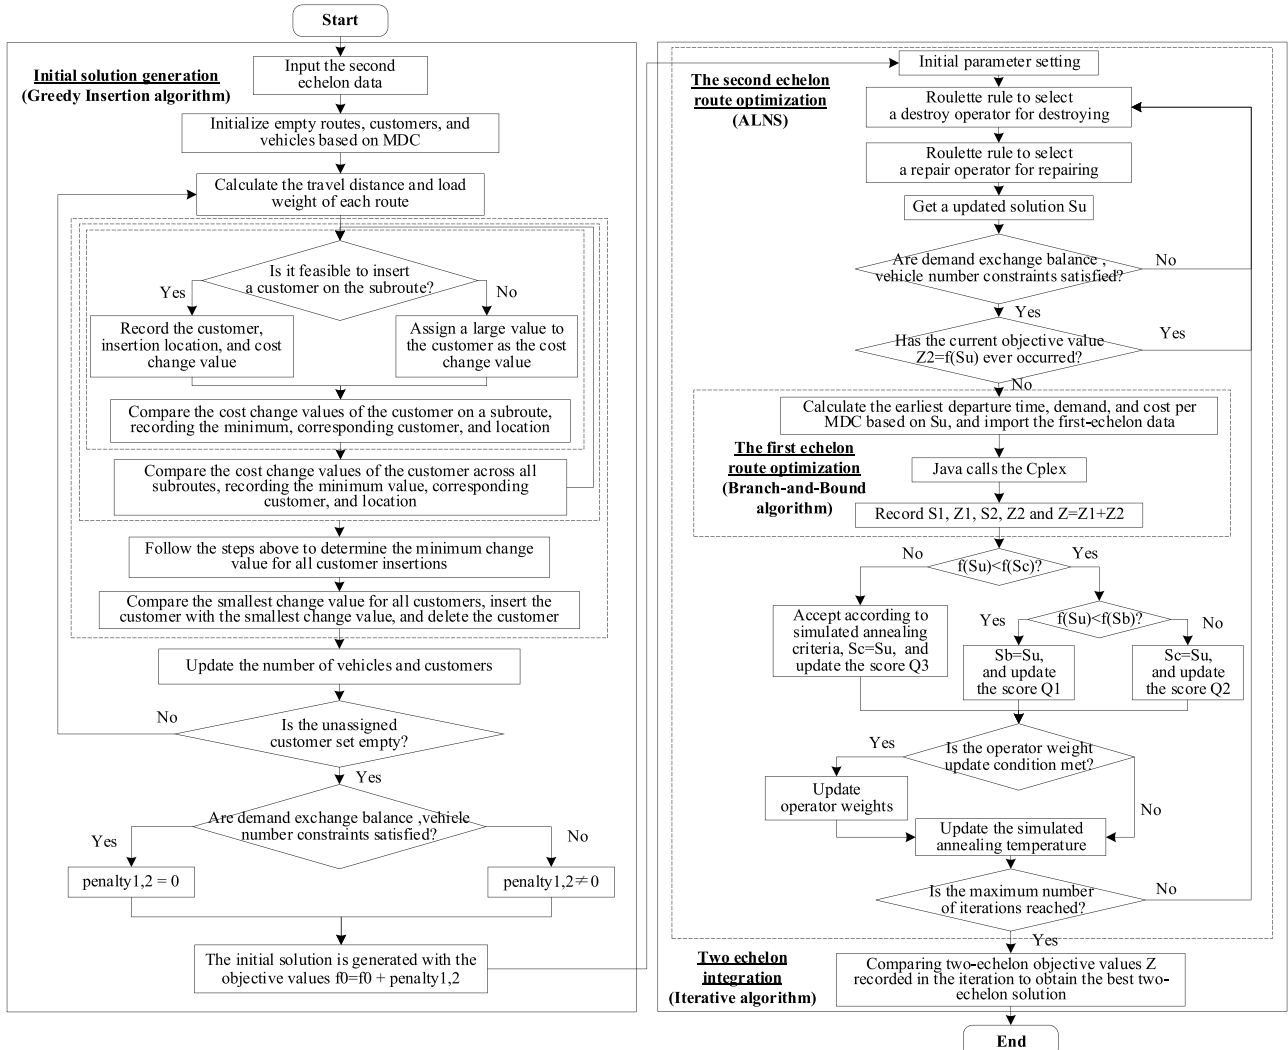 Start
Initial solution generation
(Greedy Insertion algorithm)
Input the second
echelon data
Initialize empty routes, customers, and
vehicles based on MDC
Calculate the travel distance and load
weight of each route
Is it feasible to insert
a customer on the subroute?
Yes
No
Record the customer,
insertion location, and cost
change value
Assign a large value to
the customer as the cost
change value
Compare the cost change values of the customer on a subroute,
recording the minimum, corresponding customer, and location
Compare the cost change values of the customer across all
subroutes, recording the minimum value, corresponding
customer, and location
Follow the steps above to determine the minimum change
value for all customer insertions
Compare the smallest change value for all customers, insert the
customer with the smallest change value, and delete the customer
Update the number of vehicles and customers
No
Is the unassigned
customer set empty?
Yes
Are demand exchange balance ,vehicle
number constraints satisfied?
Yes
No
penalty1,2 = 0
penalty1,2≠0
The initial solution is generated with the
objective values f0=f0 + penalty1,2
The second echelon
route optimization
(ALNS)
Initial parameter setting
Roulette rule to select
a destroy operator for destroying
Roulette rule to select
a repair operator for repairing
Get a updated solution Su
Are demand exchange balance ,
vehicle number constraints satisfied?
No
Yes
Has the current objective value
Z2=f(Su) ever occurred?
Yes
No
Calculate the earliest departure time, demand, and cost per
MDC based on Su, and import the first-echelon data
The first echelon
route optimization
(Branch-and-Bound
algorithm)
Java calls the Cplex
Record S1, Z1, S2, Z2 and Z=Z1+Z2
No
Yes
f(Su)<f(Sc)?
Accept according to
simulated annealing
criteria, Sc=Su, and
update the score Q3
Yes
f(Su)<f(Sb)?
No
Sb=Su,
and update
the score Q1
Sc=Su,
and update
the score Q2
Yes
Is the operator weight
update condition met?
Update
operator weights
No
Update the simulated
annealing temperature
Is the maximum number
of iterations reached?
No
Yes
Two echelon
integration
(Iterative algorithm)
Comparing two-echelon objective values Z
recorded in the iteration to obtain the best two-
echelon solution
End